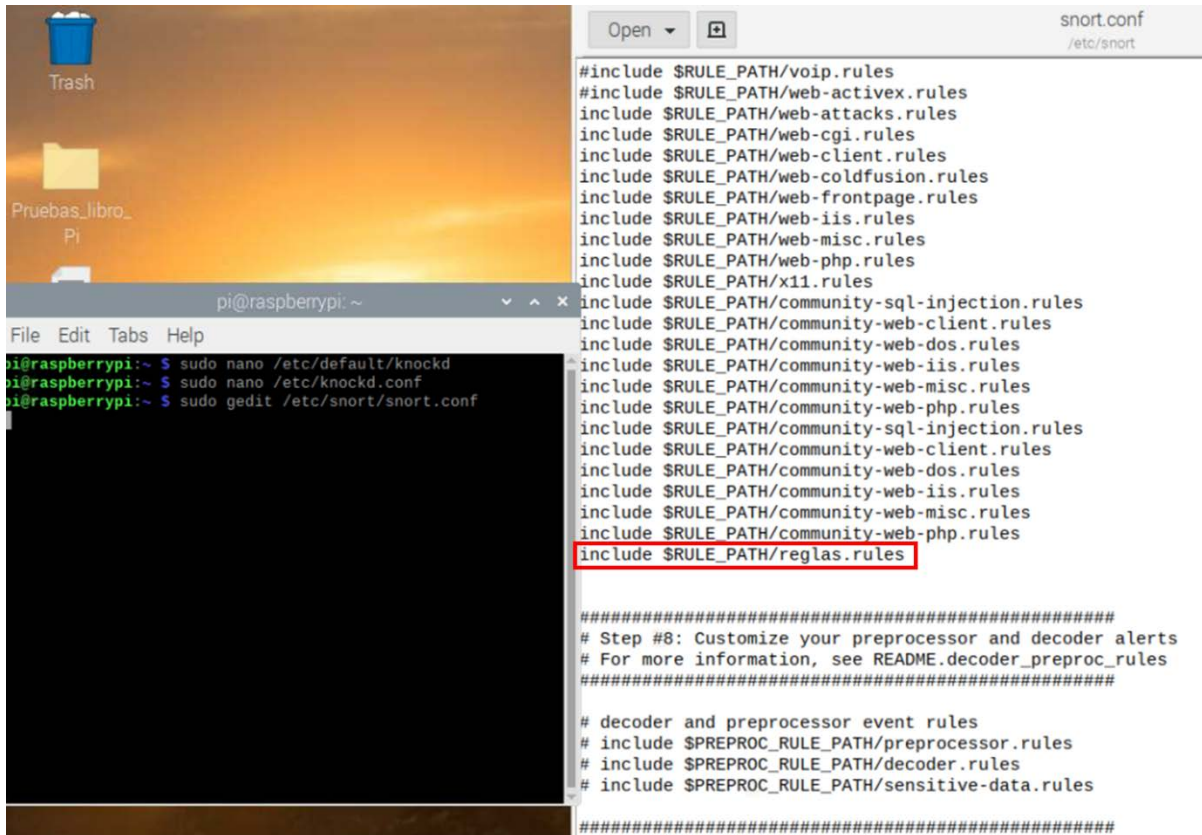 Trash
Pruebas_libro_
Pi
pi@raspberrypi: ~
File Edit Tabs Help
pi@raspberrypi:~ $ sudo nano /etc/default/knockd
pi@raspberrypi:~ $ sudo nano /etc/knockd.conf
pi@raspberrypi:~ $ sudo gedit /etc/snort/snort.conf
Open
snort.conf
/etc/snort
#include $RULE_PATH/voip.rules
#include $RULE_PATH/web-activex.rules
include $RULE_PATH/web-attacks.rules
include $RULE_PATH/web-cgi.rules
include $RULE_PATH/web-client.rules
include $RULE_PATH/web-coldfusion.rules
include $RULE_PATH/web-frontpage.rules
include $RULE_PATH/web-iis.rules
include $RULE_PATH/web-misc.rules
include $RULE_PATH/web-php.rules
include $RULE_PATH/x11.rules
include $RULE_PATH/community-sql-injection.rules
include $RULE_PATH/community-web-client.rules
include $RULE_PATH/community-web-dos.rules
include $RULE_PATH/community-web-iis.rules
include $RULE_PATH/community-web-misc.rules
include $RULE_PATH/community-web-php.rules
include $RULE_PATH/community-sql-injection.rules
include $RULE_PATH/community-web-client.rules
include $RULE_PATH/community-web-dos.rules
include $RULE_PATH/community-web-iis.rules
include $RULE_PATH/community-web-misc.rules
include $RULE_PATH/community-web-php.rules
include $RULE_PATH/reglas.rules
###################################################
# Step #8: Customize your preprocessor and decoder alerts
# For more information, see README.decoder_preproc_rules
###################################################
# decoder and preprocessor event rules
# include $PREPROC_RULE_PATH/preprocessor.rules
# include $PREPROC_RULE_PATH/decoder.rules
# include $PREPROC_RULE_PATH/sensitive-data.rules
###################################################